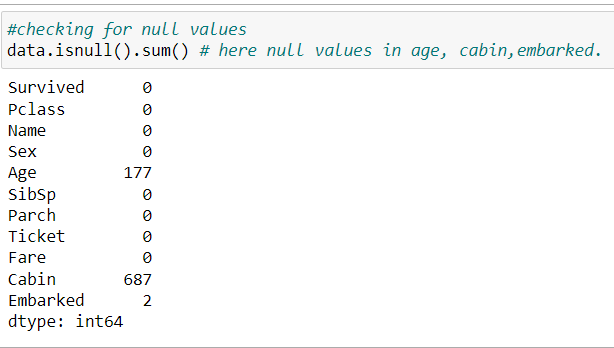 #checking for null values
data.isnull().sum() # here null values in age, cabin,embarked.
Survived 0
Pclass 0
Name 0
Sex 0
Age 177
SibSp 0
Parch 0
Ticket 0
Fare 0
Cabin 687
Embarked 2
dtype: int64